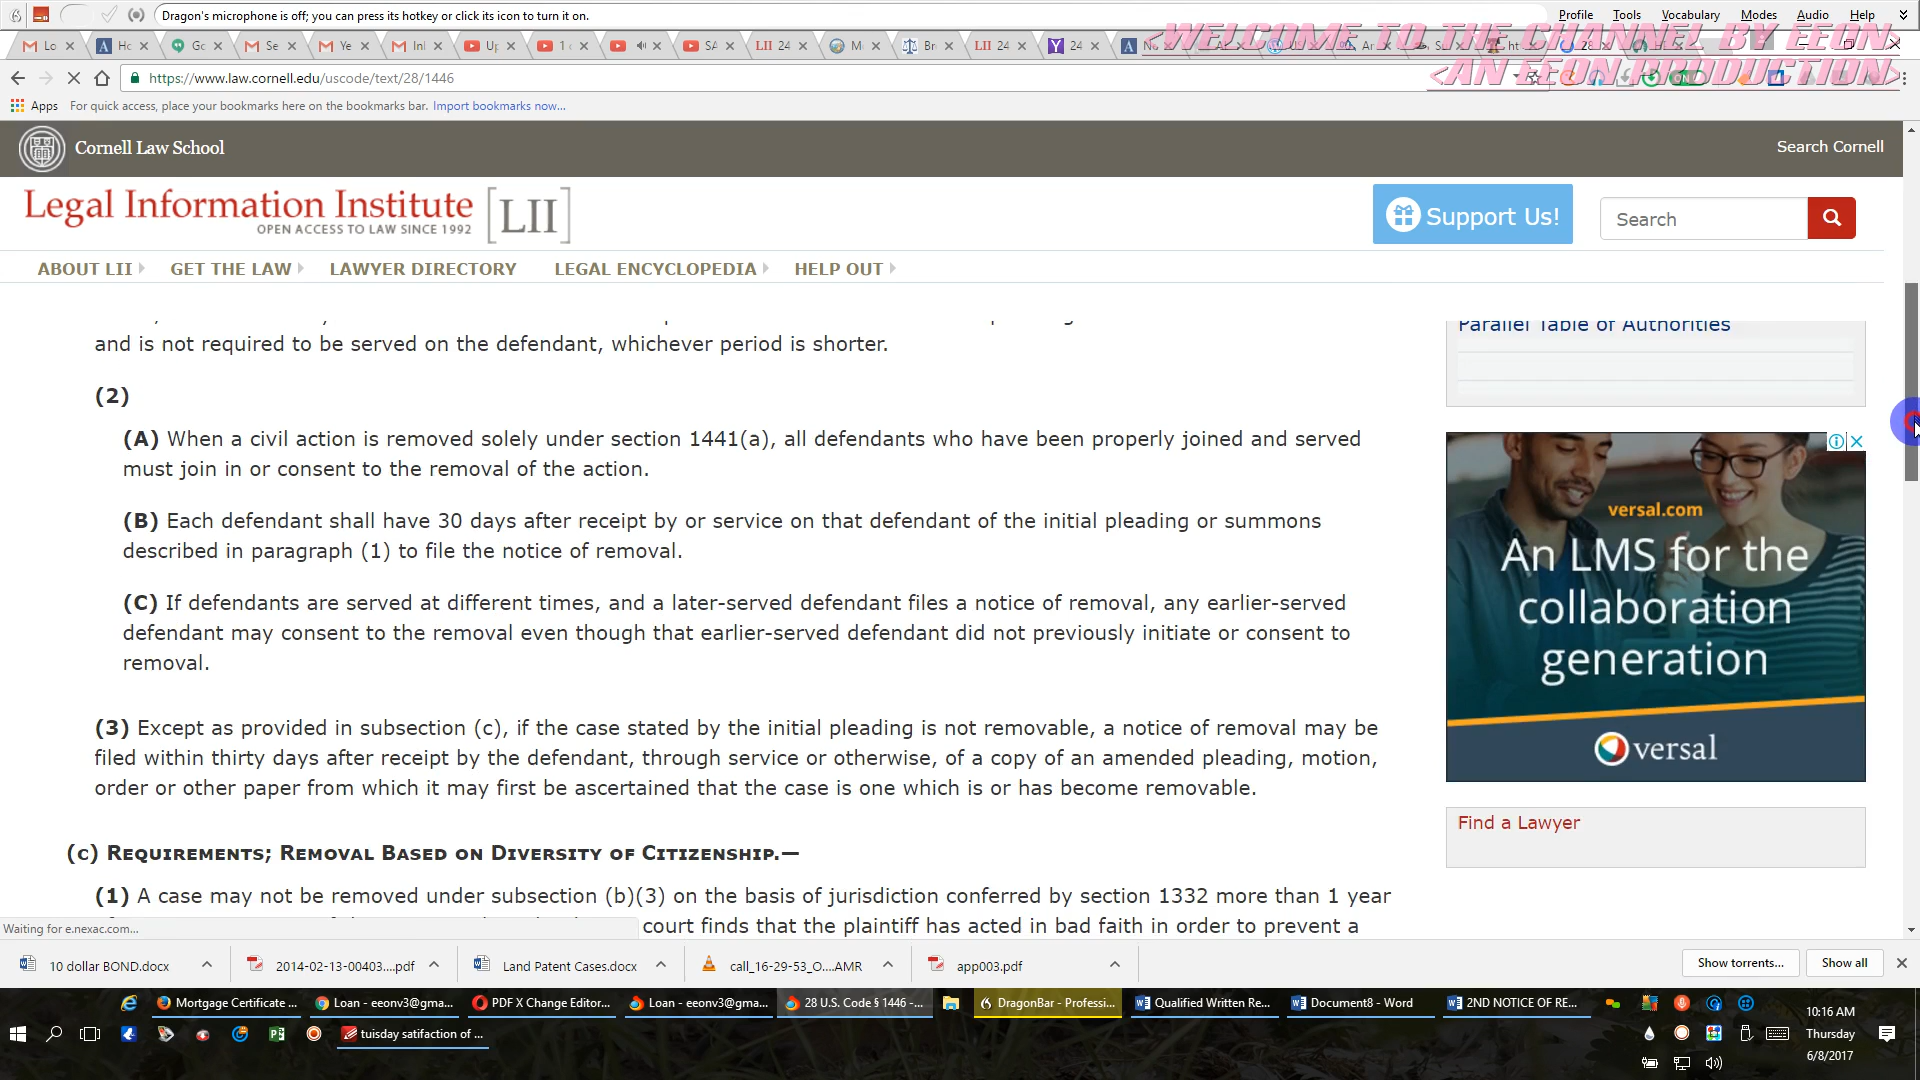 Dragon's microphone is off; you can press its hotkey or click its icon to turn it on.
Profile Tools Vocabulary Modes Audio Help
<WELCOME TO THE CHANNEL BY EEON>
<AN EEON PRODUCTION>
https://www.law.cornell.edu/uscode/text/28/1446
Apps For quick access, place your bookmarks here on the bookmarks bar. Import bookmarks now...
Cornell Law School
Search Cornell
Legal Information Institute [LII]
OPEN ACCESS TO LAW SINCE 1992
Support Us!
Search
ABOUT LII GET THE LAW LAWYER DIRECTORY LEGAL ENCYCLOPEDIA HELP OUT
and is not required to be served on the defendant, whichever period is shorter.
(2)
(A) When a civil action is removed solely under section 1441(a), all defendants who have been properly joined and served
must join in or consent to the removal of the action.
(B) Each defendant shall have 30 days after receipt by or service on that defendant of the initial pleading or summons
described in paragraph (1) to file the notice of removal.
(C) If defendants are served at different times, and a later-served defendant files a notice of removal, any earlier-served
defendant may consent to the removal even though that earlier-served defendant did not previously initiate or consent to
removal.
(3) Except as provided in subsection (c), if the case stated by the initial pleading is not removable, a notice of removal may be
filed within thirty days after receipt by the defendant, through service or otherwise, of a copy of an amended pleading, motion,
order or other paper from which it may first be ascertained that the case is one which is or has become removable.
(c) Requirements; Removal Based on Diversity of Citizenship.—
(1) A case may not be removed under subsection (b)(3) on the basis of jurisdiction conferred by section 1332 more than 1 year
court finds that the plaintiff has acted in bad faith in order to prevent a
Parallel Table of Authorities
versal.com
An LMS for the
collaboration
generation
versal
Find a Lawyer
Waiting for e.nexac.com...
10 dollar BOND.docx
2014-02-13-00403....pdf
Land Patent Cases.docx
call_16-29-53_O....AMR
app003.pdf
Show torrents...
Show all
Mortgage Certificate ...
Loan - eeonv3@gma...
PDF X Change Editor...
Loan - eeonv3@gma...
28 U.S. Code § 1446 -...
DragonBar - Professi...
Qualified Written Re...
Document8 - Word
2ND NOTICE OF RE...
tuisday satifaction of ...
10:16 AM
Thursday
6/8/2017